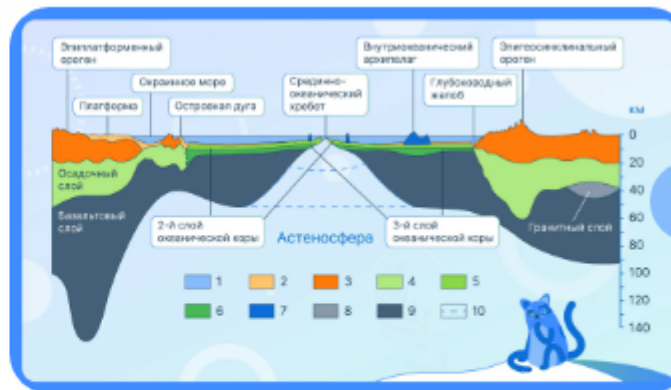 Эпиплатформенный
ороген
Внутриокеанический
архипелаг
Эпигеосинклинальный
ороген
Окраинное море
Срединно-
океанический
хребет
Глубоководный
желоб
Платформа
Островная дуга
км
0
20
40
60
80
100
120
140
Осадочный
слой
Базальтовый
слой
2-й слой
океанической коры
Астеносфера
3-й слой
океанической коры
Гранитный слой
1
2
3
4
5
6
7
8
9
10